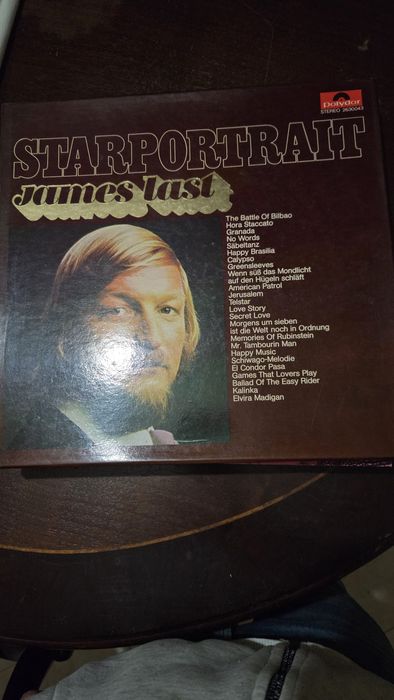 Polydor
STEREO 2630043
STARPORTRAIT
James Last
The Battle Of Bilbao
Hora Staccato
Granada
No Words
Säbeltanz
Happy Brasilia
Calypso
Greensleeves
Wenn süß das Mondlicht
auf den Hügeln schläft
American Patrol
Jerusalem
Telstar
Love Story
Secret Love
Morgens um sieben
ist die Welt noch in Ordnung
Memories Of Rubinstein
Mr. Tambourin Man
Happy Music
Schiwago-Melodie
El Condor Pasa
Games That Lovers Play
Ballad Of The Easy Rider
Kalinka
Elvira Madigan